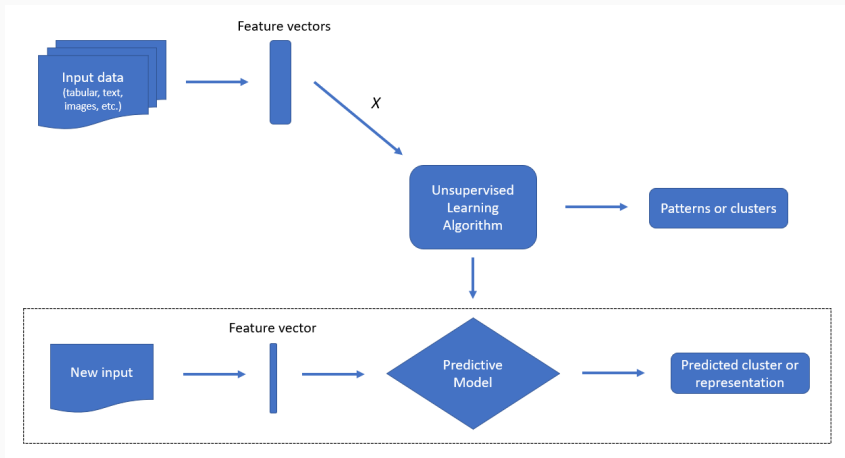 Feature vectors
Input data
(tabular, text,
images, etc.)
X
Unsupervised
Learning
Algorithm
Patterns or clusters
Feature vector
New input
Predictive
Model
Predicted cluster or
representation